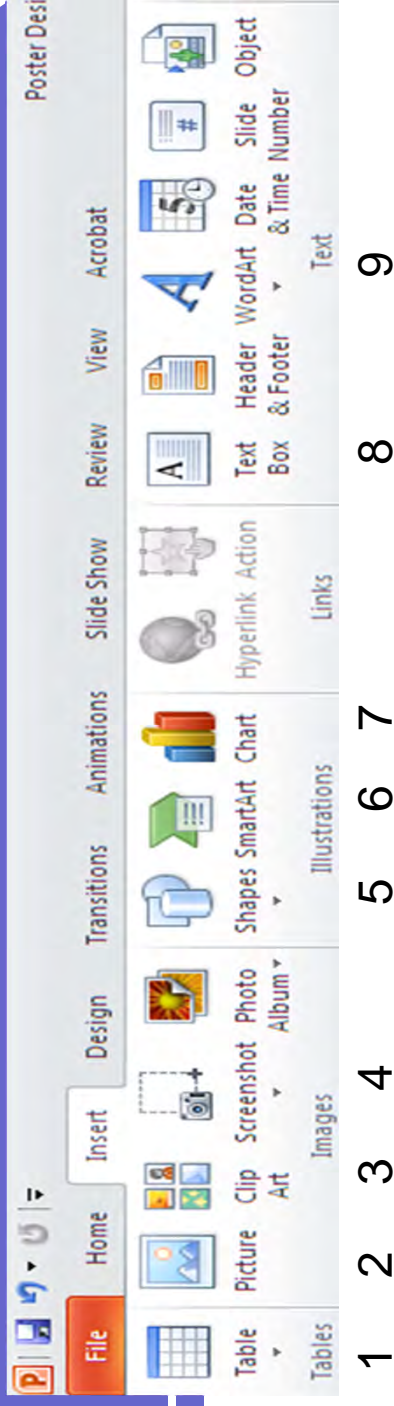 Poster Desi
File Home Insert Design Transitions Animations Slide Show Review View Acrobat
Table Picture Clip Art Screenshot Photo Album Shapes SmartArt Chart Hyperlink Action Text Box Header & Footer WordArt Date & Time Slide Number Object
Tables Images Illustrations Links Text
1 2 3 4 5 6 7 8 9